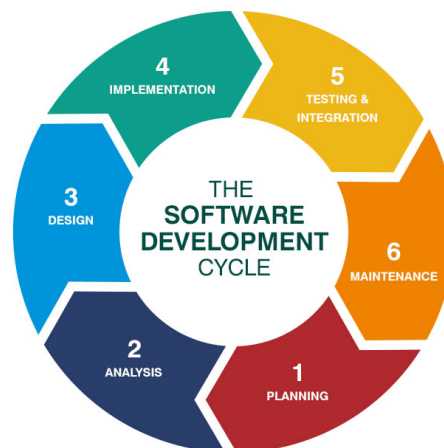 THE
SOFTWARE
DEVELOPMENT
CYCLE
1
PLANNING
2
ANALYSIS
3
DESIGN
4
IMPLEMENTATION
5
TESTING &
INTEGRATION
6
MAINTENANCE